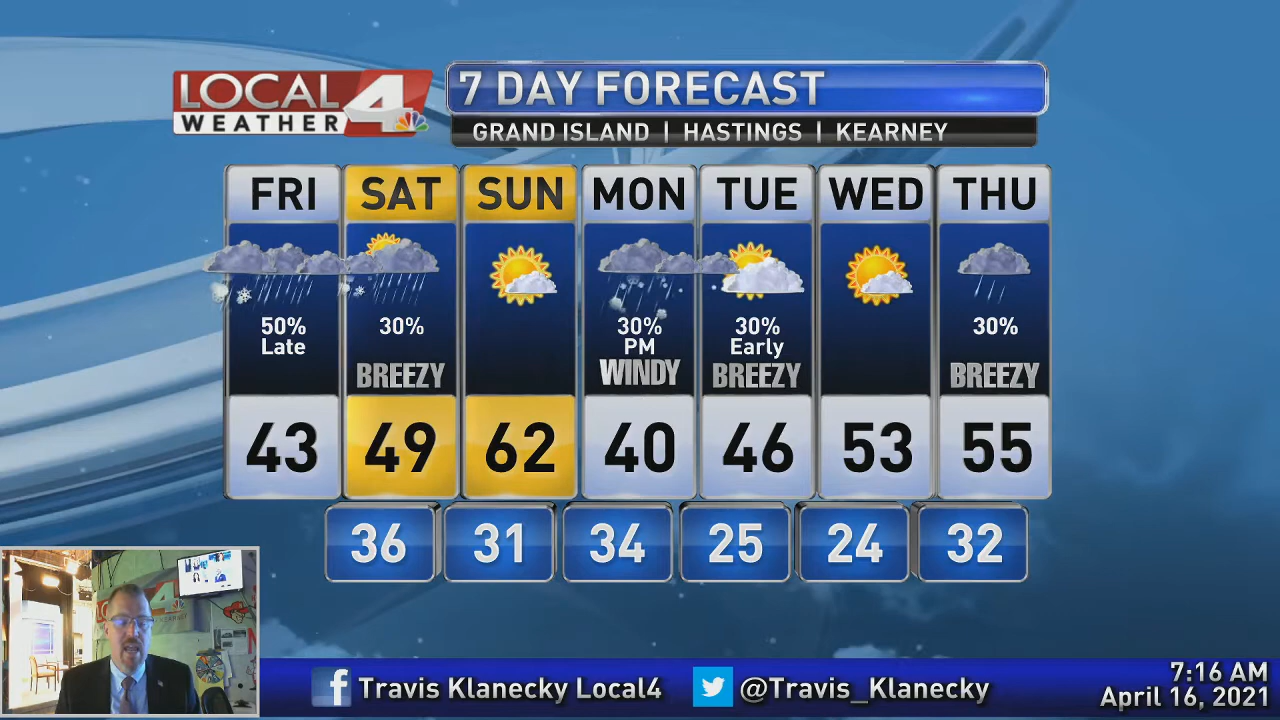 LOCAL 4
WEATHER
7 DAY FORECAST
GRAND ISLAND | HASTINGS | KEARNEY
FRI SAT SUN MON TUE WED THU
50% 30% 30% 30% 30%
Late PM Early
BREEZY WINDY BREEZY BREEZY
43 49 62 40 46 53 55
36 31 34 25 24 32
4
f Travis Klanecky Local4 @Travis_Klanecky
7:16 AM
April 16, 2021